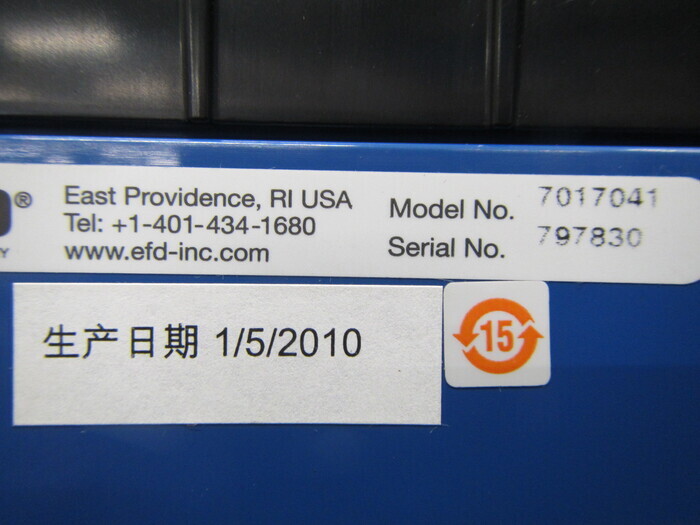 ®
East Providence, RI USA
Tel: +1-401-434-1680
www.efd-inc.com
Model No. 7017041
Serial No. 797830
生产日期 1/5/2010
15